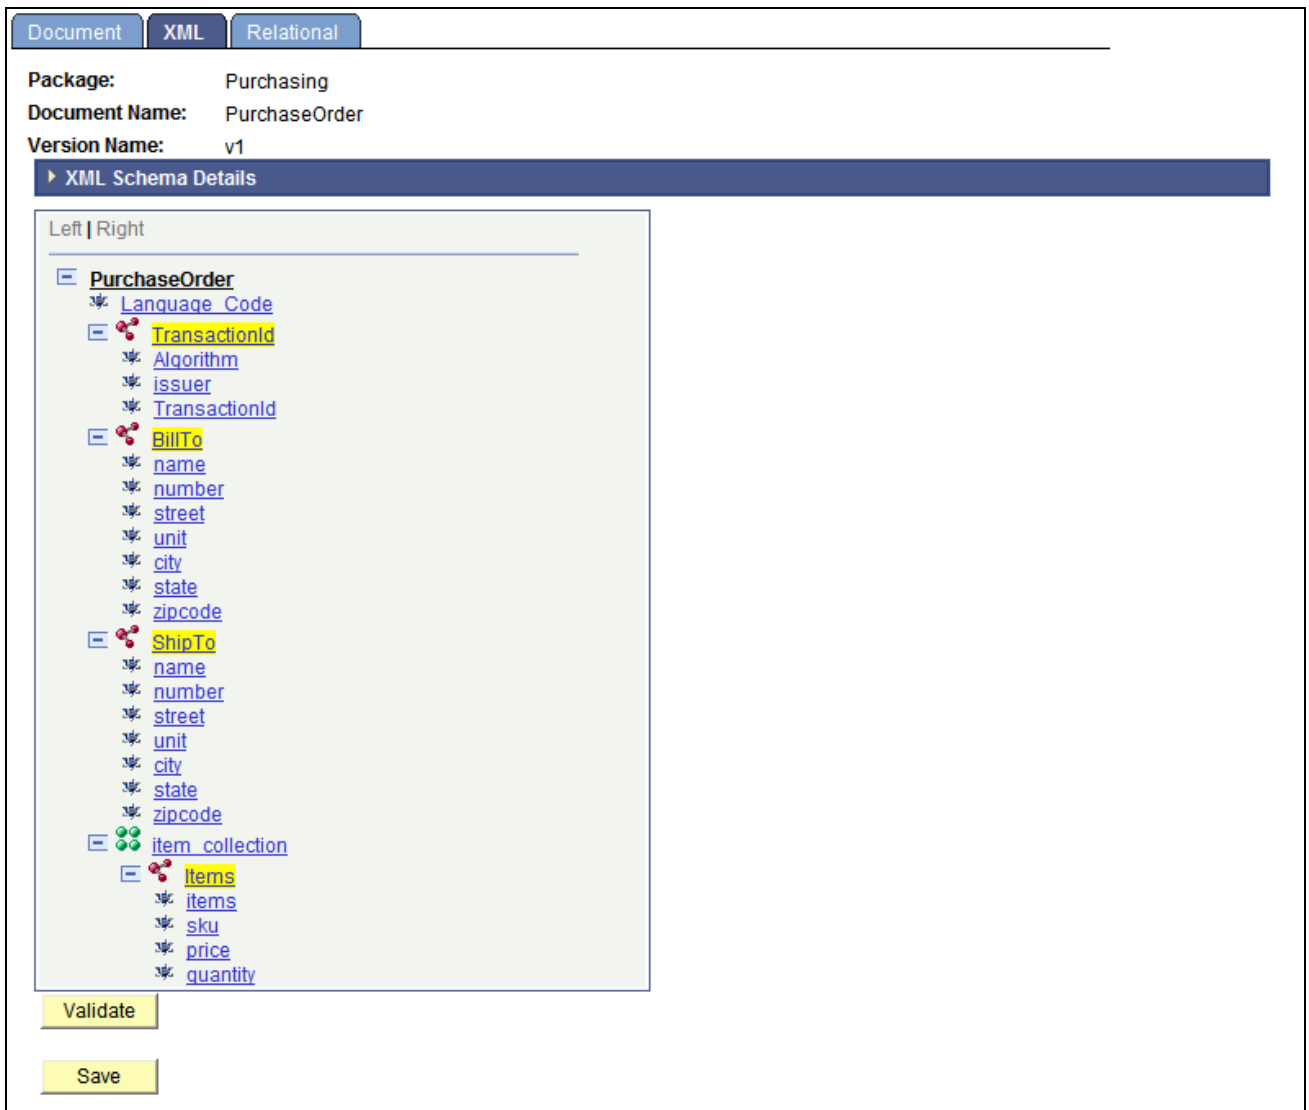 Document XML Relational
Package: Purchasing
Document Name: PurchaseOrder
Version Name: v1
XML Schema Details
Left | Right
PurchaseOrder
Language_Code
TransactionId
Algorithm
issuer
TransactionId
BillTo
name
number
street
unit
city
state
zipcode
ShipTo
name
number
street
unit
city
state
zipcode
item_collection
Items
items
sku
price
quantity
Validate
Save